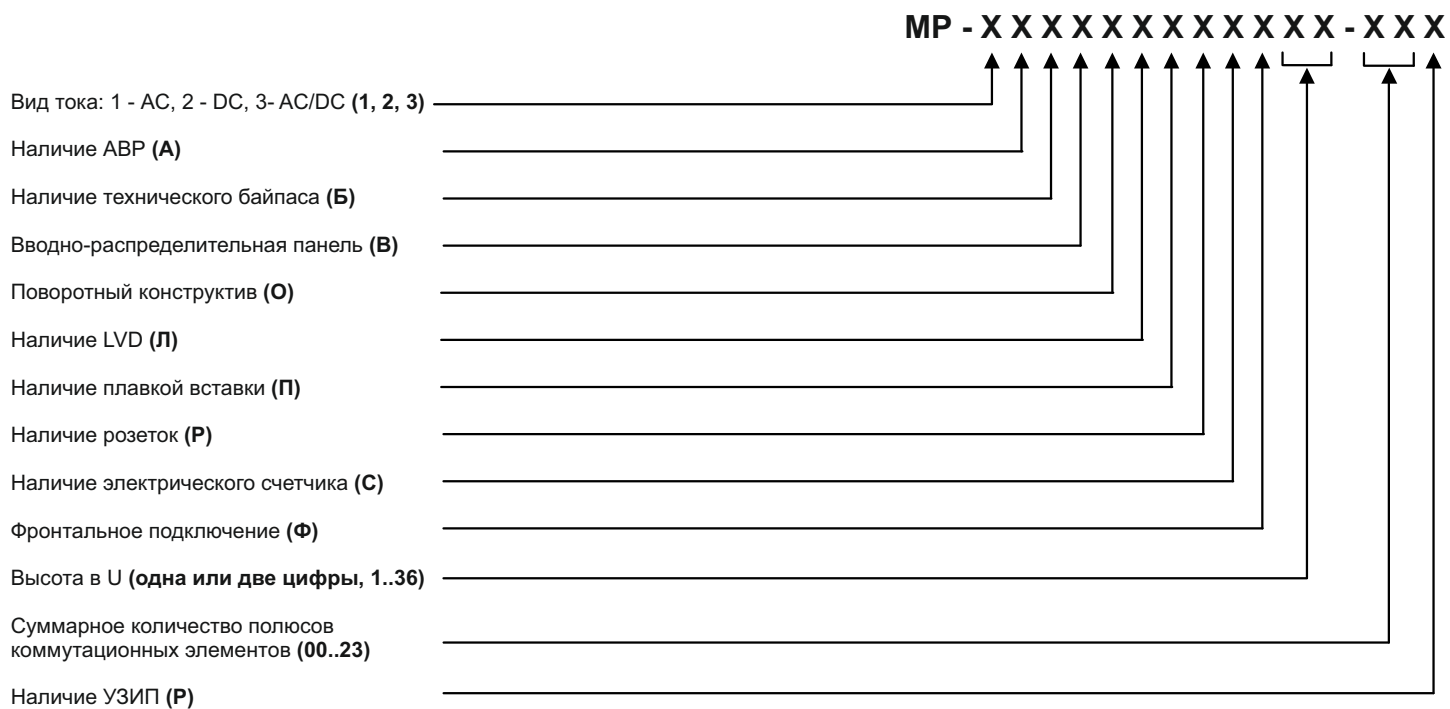 МР - X X X X X X X X X X X X - X X X
Вид тока: 1 - AC, 2 - DC, 3- AC/DC (1, 2, 3)
Наличие АВР (А)
Наличие технического байпаса (Б)
Вводно-распределительная панель (В)
Поворотный конструктив (О)
Наличие LVD (Л)
Наличие плавкой вставки (П)
Наличие розеток (Р)
Наличие электрического счетчика (С)
Фронтальное подключение (Ф)
Высота в U (одна или две цифры, 1..36)
Суммарное количество полюсов
коммутационных элементов (00..23)
Наличие УЗИП (Р)